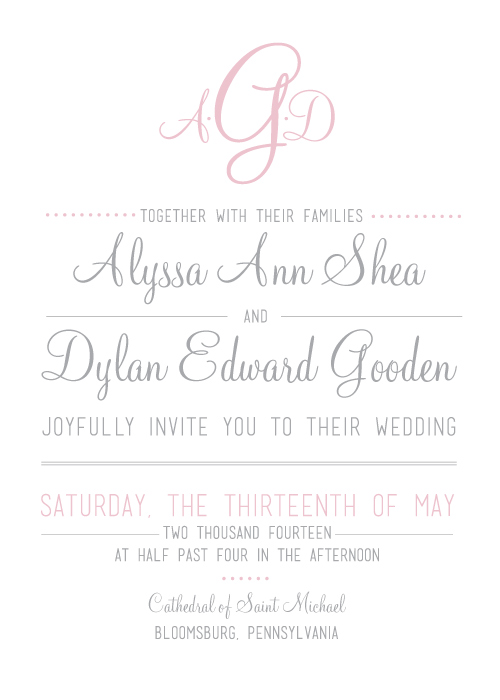 A·G·D
TOGETHER WITH THEIR FAMILIES
Alyssa Ann Shea
AND
Dylan Edward Gooden
JOYFULLY INVITE YOU TO THEIR WEDDING
SATURDAY, THE THIRTEENTH OF MAY
TWO THOUSAND FOURTEEN
AT HALF PAST FOUR IN THE AFTERNOON
Cathedral of Saint Michael
BLOOMSBURG, PENNSYLVANIA